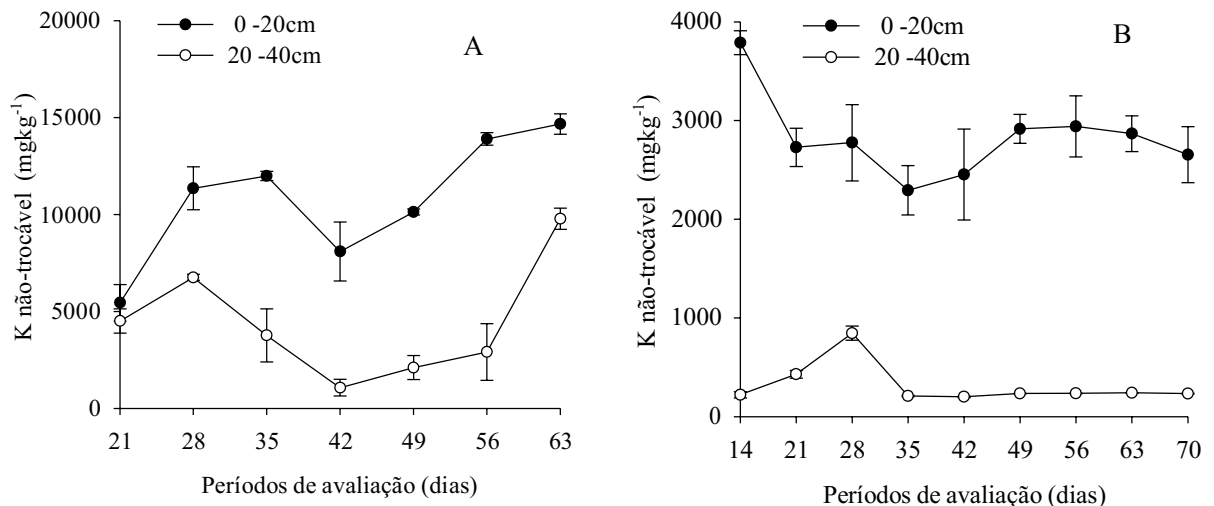 20000
15000
10000
5000
0
K não-trocável (mgkg⁻¹)
0 -20cm
20 -40cm
A
21 28 35 42 49 56 63
Períodos de avaliação (dias)
4000
3000
2000
1000
0
K não-trocável (mgkg⁻¹)
0 -20cm
20 -40cm
B
14 21 28 35 42 49 56 63 70
Períodos de avaliação (dias)